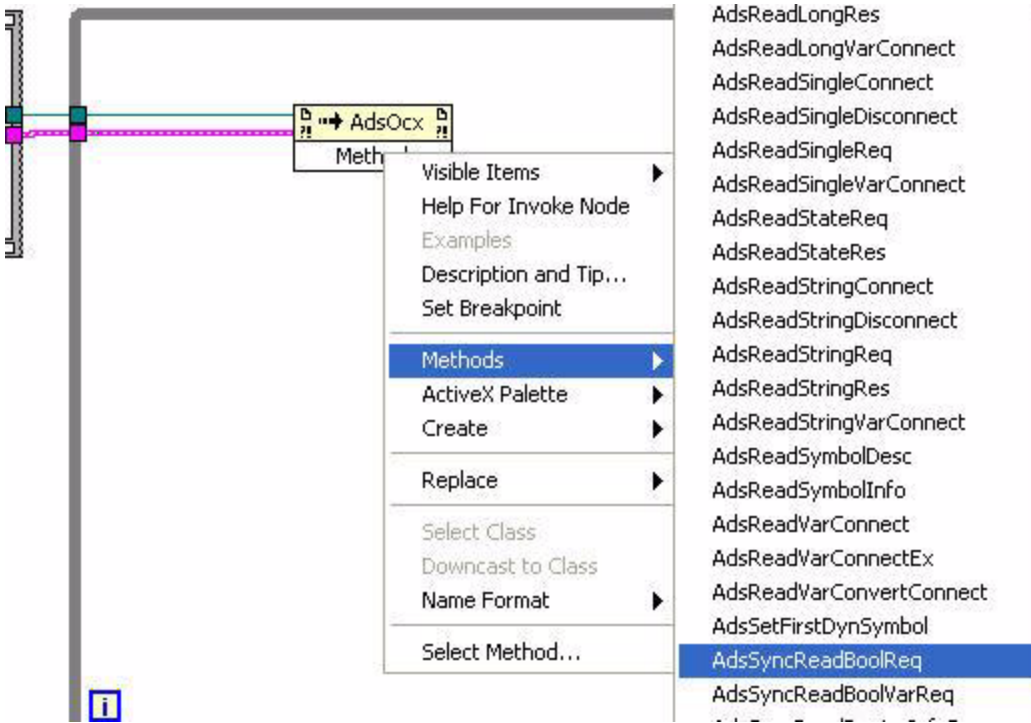 AdsOcx
Meth
Visible Items
Help For Invoke Node
Examples
Description and Tip...
Set Breakpoint
Methods
ActiveX Palette
Create
Replace
Select Class
Downcast to Class
Name Format
Select Method...
AdsReadLongRes
AdsReadLongVarConnect
AdsReadSingleConnect
AdsReadSingleDisconnect
AdsReadSingleReq
AdsReadSingleVarConnect
AdsReadStateReq
AdsReadStateRes
AdsReadStringConnect
AdsReadStringDisconnect
AdsReadStringReq
AdsReadStringRes
AdsReadStringVarConnect
AdsReadSymbolDesc
AdsReadSymbolInfo
AdsReadVarConnect
AdsReadVarConnectEx
AdsReadVarConvertConnect
AdsSetFirstDynSymbol
AdsSyncReadBoolReq
AdsSyncReadBoolVarReq
i